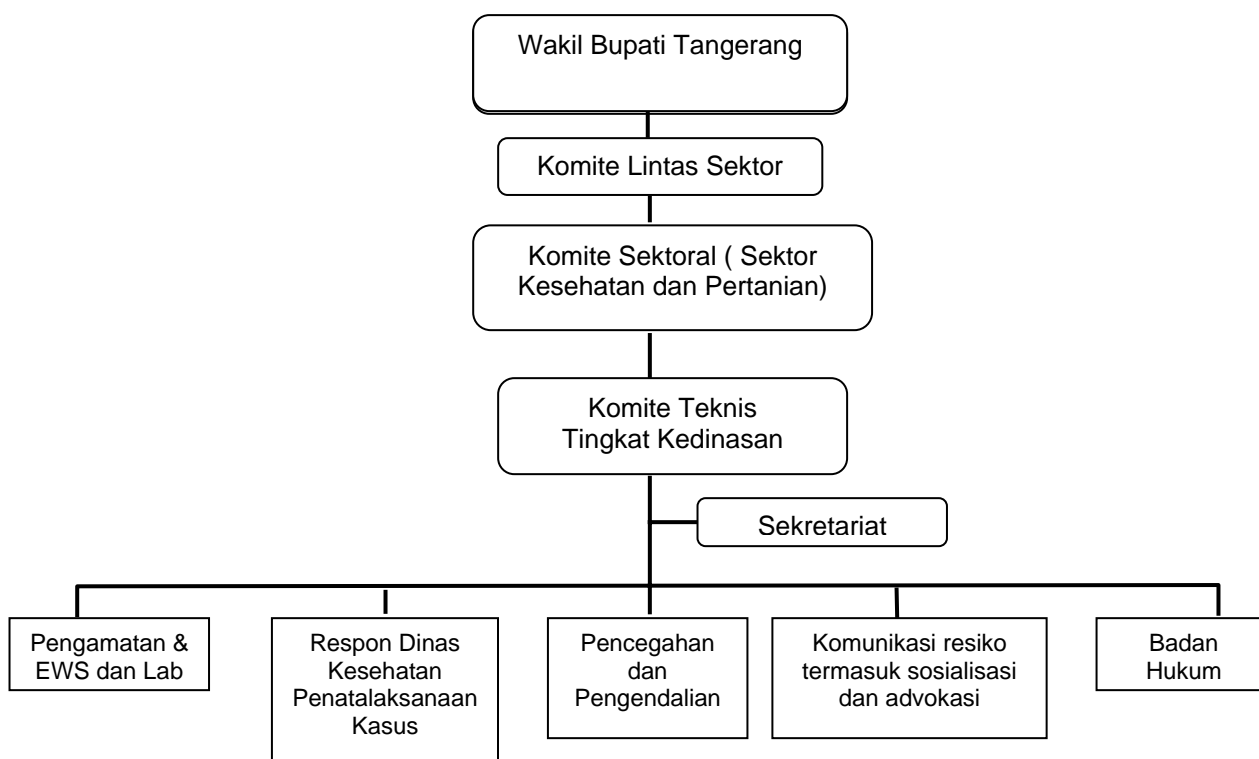 Wakil Bupati Tangerang
Komite Lintas Sektor
Komite Sektoral ( Sektor
Kesehatan dan Pertanian)
Komite Teknis
Tingkat Kedinasan
Sekretariat
Pengamatan &
EWS dan Lab
Respon Dinas
Kesehatan
Penatalaksanaan
Kasus
Pencegahan
dan
Pengendalian
Komunikasi resiko
termasuk sosialisasi
dan advokasi
Badan
Hukum